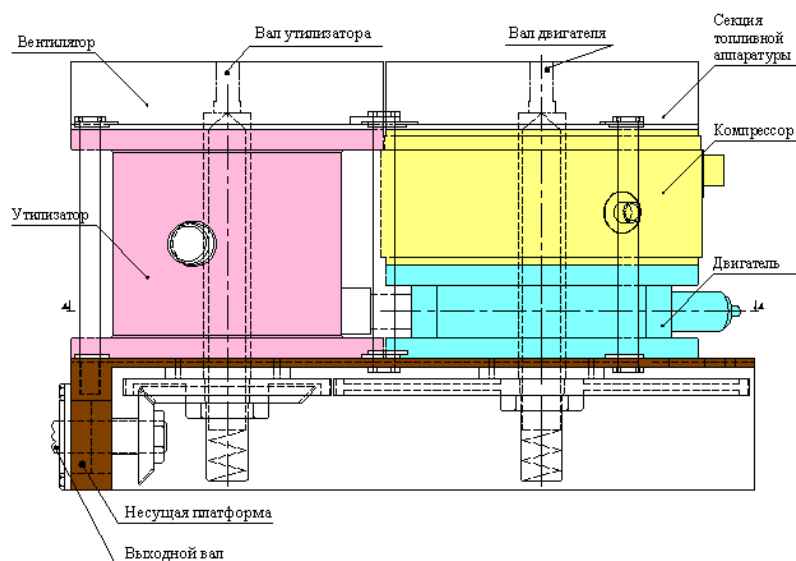 Вентилятор
Вал утилизатора
Вал двигателя
Секция
топливной
аппаратуры
Компрессор
Утилизатор
Двигатель
Несущая платформа
Выходной вал